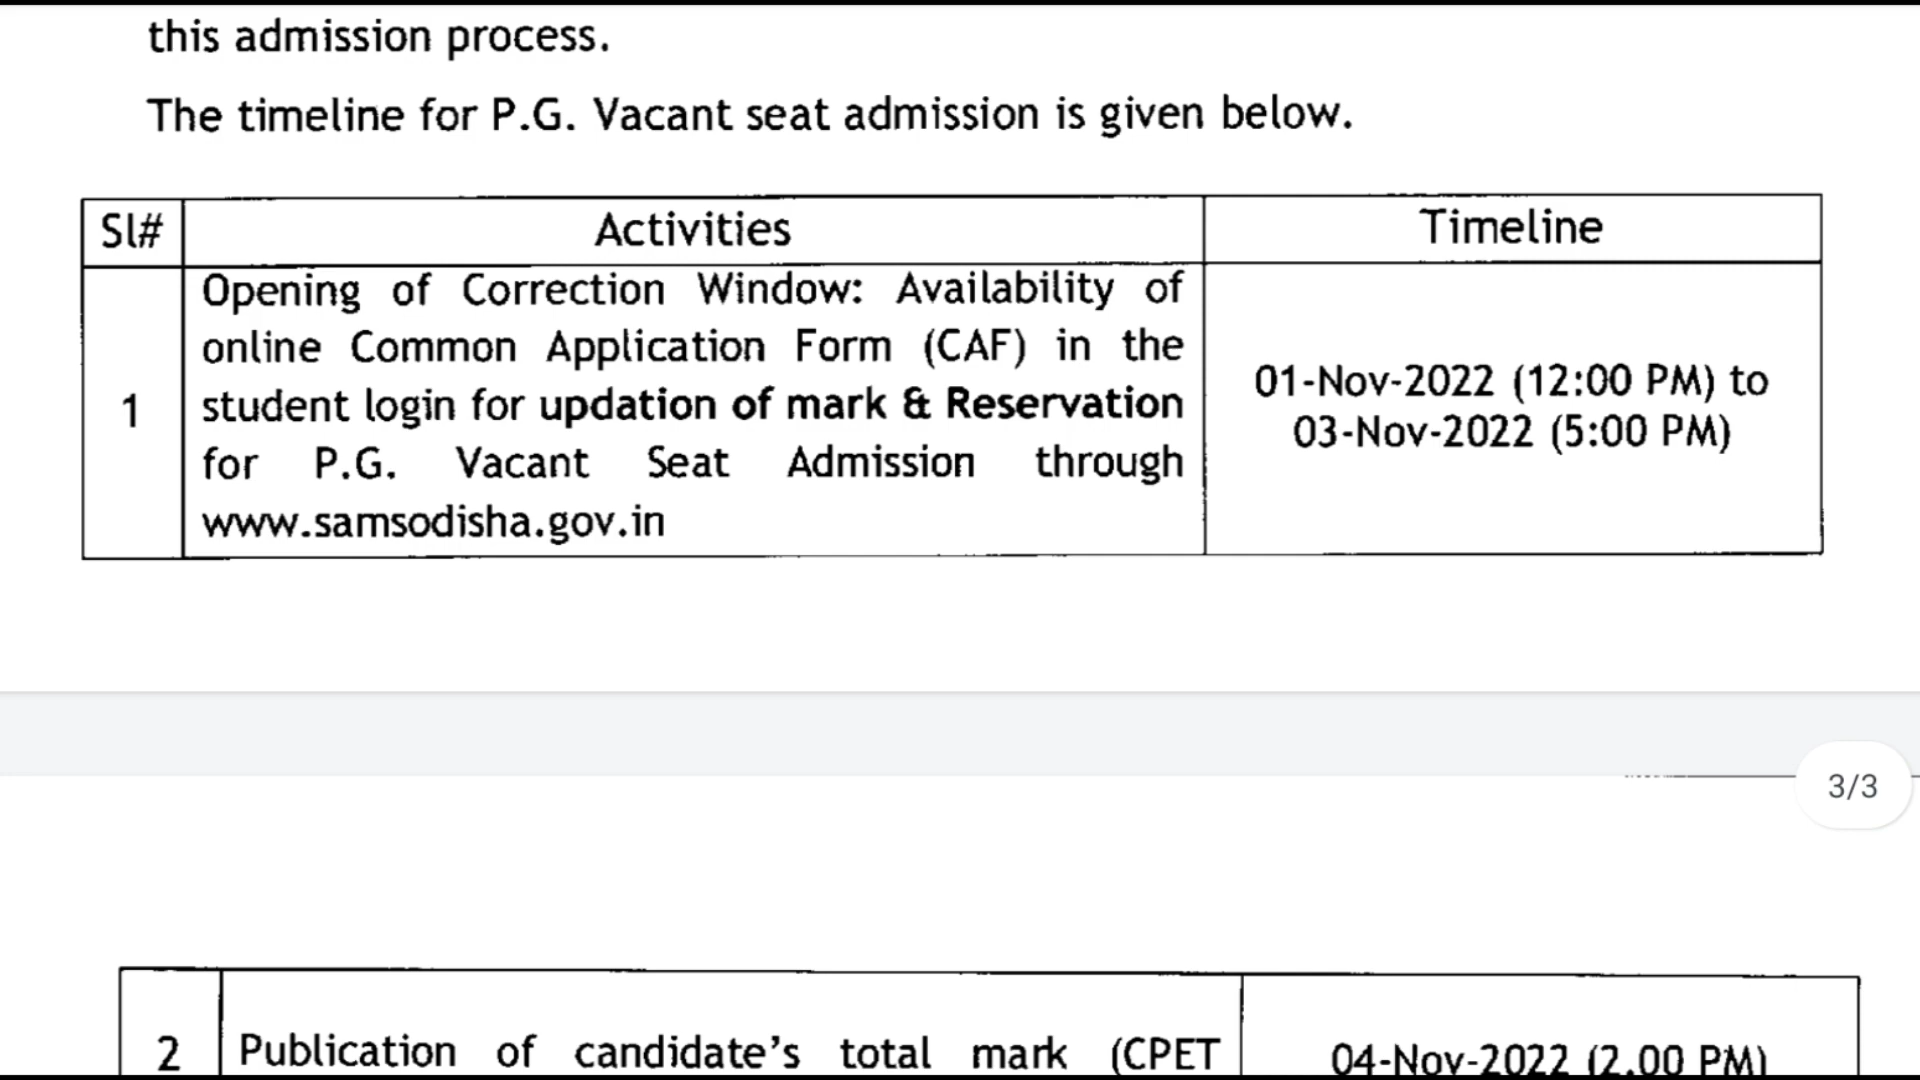 this admission process.
The timeline for P.G. Vacant seat admission is given below.
Sl# Activities Timeline
Opening of Correction Window: Availability of
online Common Application Form (CAF) in the
student login for updation of mark & Reservation
for P.G. Vacant Seat Admission through
www.samsodisha.gov.in
1
01-Nov-2022 (12:00 PM) to
03-Nov-2022 (5:00 PM)
3/3
2 Publication of candidate's total mark (CPET 04-Nov-2022 (2.00 PM)